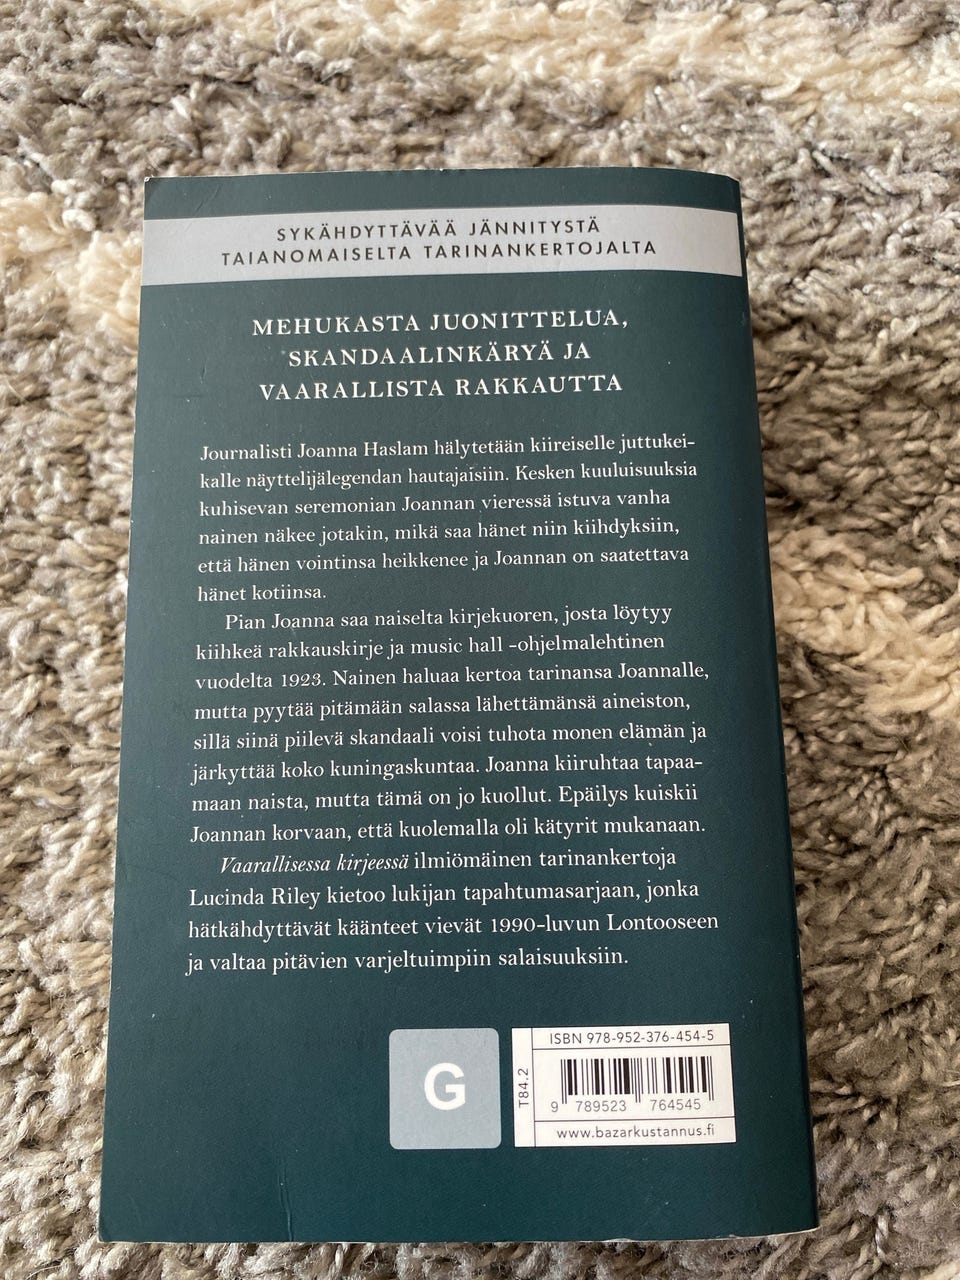 SYKÄHDYTTÄVÄÄ JÄNNITYSTÄ
TAIANOMAISELTA TARINANKERTOJALTA
MEHUKASTA JUONITTELUA,
SKANDAALINKÄRYÄ JA
VAARALLISTA RAKKAUTTA
Journalisti Joanna Haslam hälytetään kiireiselle juttukei-
kalle näyttelijälegendan hautajaisiin. Kesken kuuluisuuksia
kuhisevan seremonian Joannan vieressä istuva vanha
nainen näkee jotakin, mikä saa hänet niin kiihdyksiin,
että hänen vointinsa heikkenee ja Joannan on saatettava
hänet kotiinsa.
Pian Joanna saa naiselta kirjekuoren, josta löytyy
kiihkeä rakkauskirje ja music hall -ohjelmalehtinen
vuodelta 1923. Nainen haluaa kertoa tarinansa Joannalle,
mutta pyytää pitämään salassa lähettämänsä aineiston,
sillä siinä piilevä skandaali voisi tuhota monen elämän ja
järkyttää koko kuningaskuntaa. Joanna kiiruhtaa tapaa-
maan naista, mutta tämä on jo kuollut. Epäilys kuiskii
Joannan korvaan, että kuolemalla oli kätyrit mukanaan.
Vaarallisessa kirjeessä ilmiömäinen tarinankertoja
Lucinda Riley kietoo lukijan tapahtumasarjaan, jonka
hätkähdyttävät käänteet vievät 1990-luvun Lontooseen
ja valtaa pitävien varjeltuimpiin salaisuuksiin.
G
T84.2
ISBN 978-952-376-454-5
9 789523 764545
www.bazarkustannus.fi